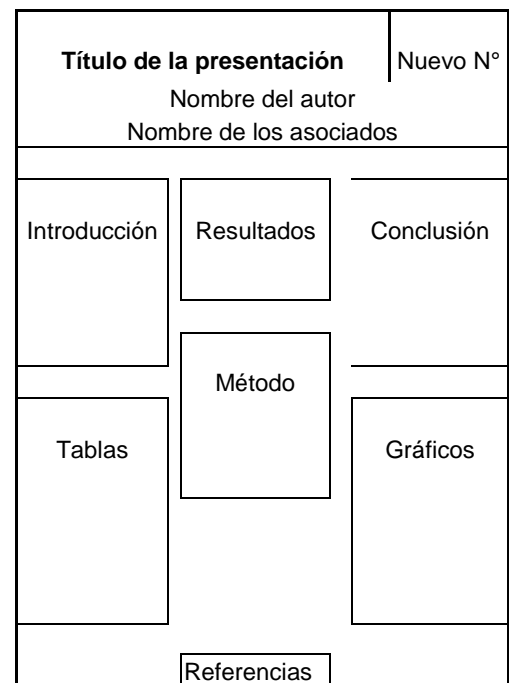 Título de la presentación
Nuevo N°
Nombre del autor
Nombre de los asociados
Introducción
Resultados
Conclusión
Método
Tablas
Gráficos
Referencias